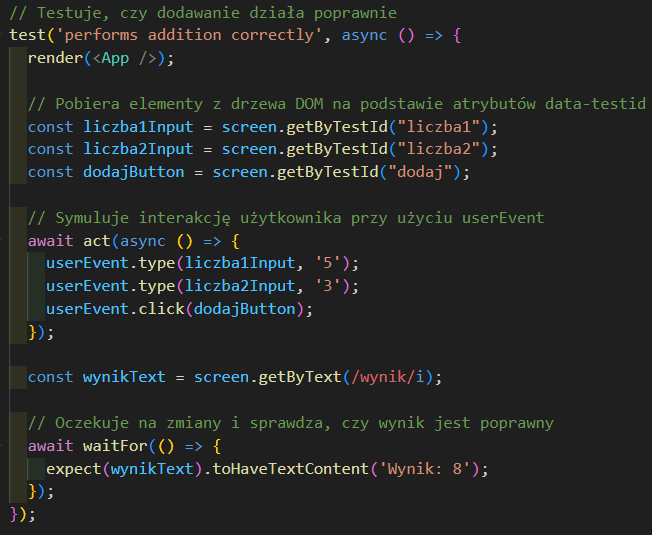 // Testuje, czy dodawanie działa poprawnie
test('performs addition correctly', async () => {
  render(<App />);

  // Pobiera elementy z drzewa DOM na podstawie atrybutów data-testid
  const liczba1Input = screen.getByTestId("liczba1");
  const liczba2Input = screen.getByTestId("liczba2");
  const dodajButton = screen.getByTestId("dodaj");

  // Symuluje interakcję użytkownika przy użyciu userEvent
  await act(async () => {
    userEvent.type(liczba1Input, '5');
    userEvent.type(liczba2Input, '3');
    userEvent.click(dodajButton);
  });

  const wynikText = screen.getByText(/wynik/i);

  // Oczekuje na zmiany i sprawdza, czy wynik jest poprawny
  await waitFor(() => {
    expect(wynikText).toHaveTextContent('Wynik: 8');
  });
});